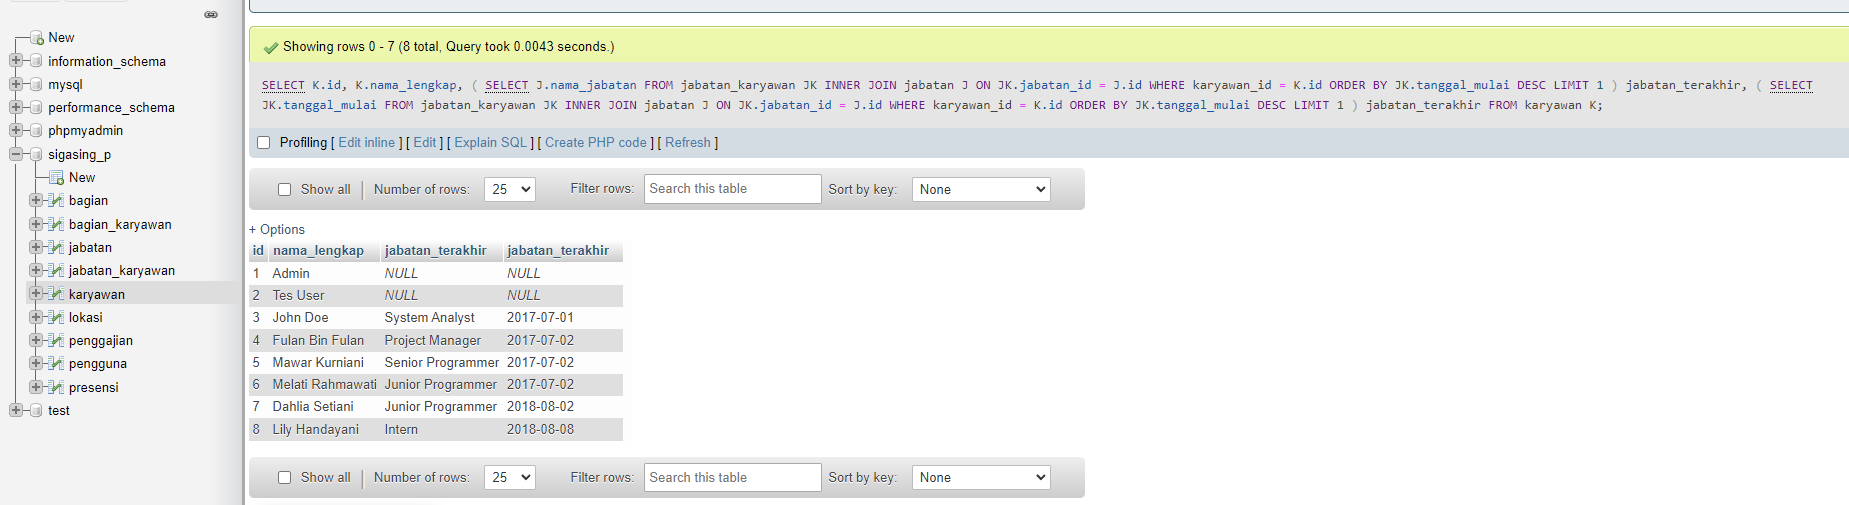 New
information_schema
mysql
performance_schema
phpmyadmin
sigasing_p
New
bagian
bagian_karyawan
jabatan
jabatan_karyawan
karyawan
lokasi
penggajian
pengguna
presensi
test
Showing rows 0 - 7 (8 total, Query took 0.0043 seconds.)
SELECT K.id, K.nama_lengkap, ( SELECT J.nama_jabatan FROM jabatan_karyawan JK INNER JOIN jabatan J ON JK.jabatan_id = J.id WHERE karyawan_id = K.id ORDER BY JK.tanggal_mulai DESC LIMIT 1 ) jabatan_terakhir, ( SELECT
JK.tanggal_mulai FROM jabatan_karyawan JK INNER JOIN jabatan J ON JK.jabatan_id = J.id WHERE karyawan_id = K.id ORDER BY JK.tanggal_mulai DESC LIMIT 1 ) jabatan_terakhir FROM karyawan K;
Profiling [ Edit inline ] [ Edit ] [ Explain SQL ] [ Create PHP code ] [ Refresh ]
Show all | Number of rows: 25 Filter rows: Search this table Sort by key: None
+ Options
id nama_lengkap jabatan_terakhir jabatan_terakhir
1 Admin NULL NULL
2 Tes User NULL NULL
3 John Doe System Analyst 2017-07-01
4 Fulan Bin Fulan Project Manager 2017-07-02
5 Mawar Kurniani Senior Programmer 2017-07-02
6 Melati Rahmawati Junior Programmer 2017-07-02
7 Dahlia Setiani Junior Programmer 2018-08-02
8 Lily Handayani Intern 2018-08-08
Show all | Number of rows: 25 Filter rows: Search this table Sort by key: None